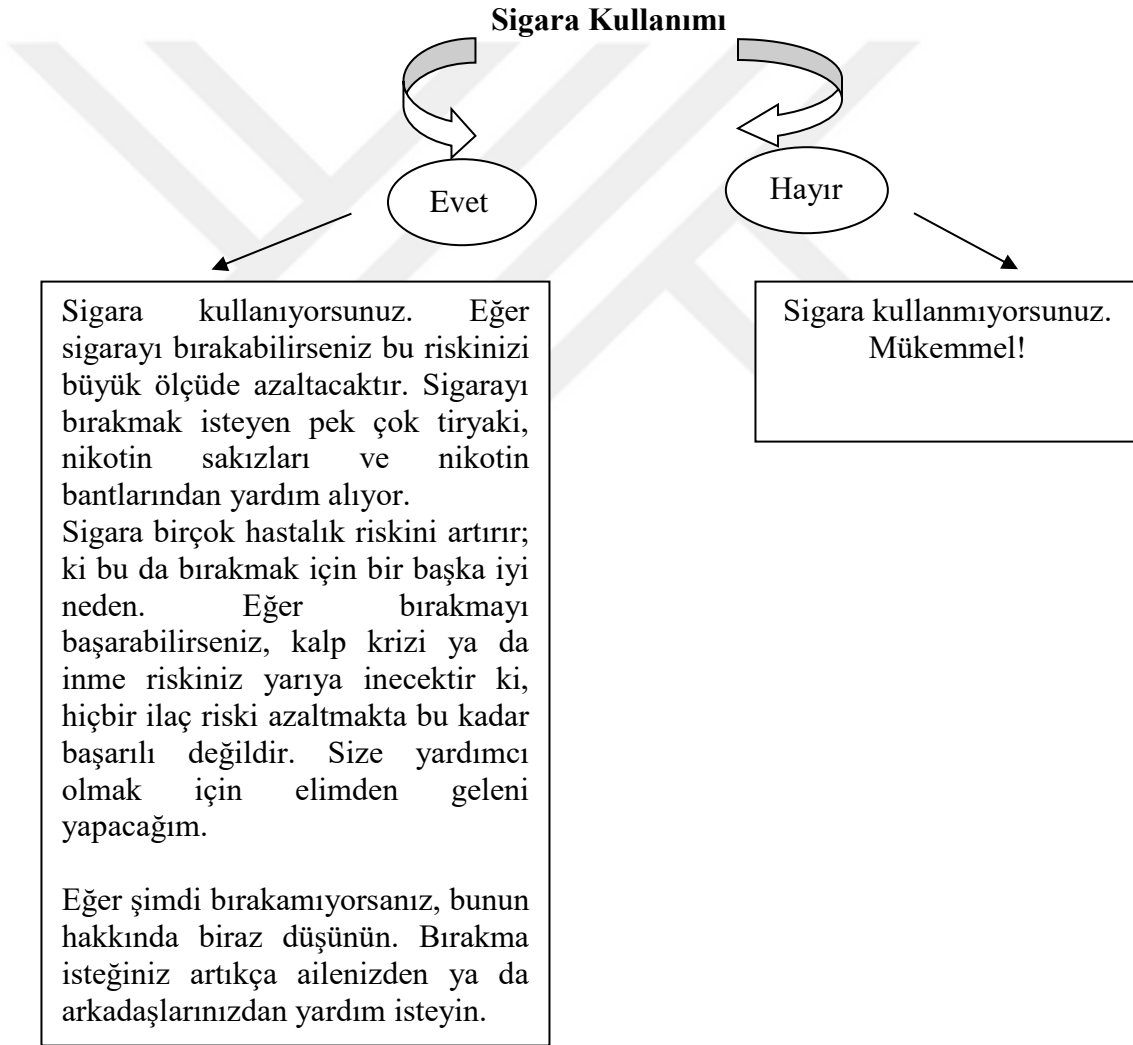 Sigara Kullanımı
Evet
Hayır
Sigara kullanıyorsunuz. Eğer
sigarayı bırakabilirseniz bu riskinizi
büyük ölçüde azaltacaktır. Sigarayı
bırakmak isteyen pek çok tiryaki,
nikotin sakızları ve nikotin
bantlarından yardım alıyor.
Sigara birçok hastalık riskini artırır;
ki bu da bırakmak için bir başka iyi
neden. Eğer bırakmayı
başarabilirseniz, kalp krizi ya da
inme riskiniz yarıya inecektir ki,
hiçbir ilaç riski azaltmakta bu kadar
başarılı değildir. Size yardımcı
olmak için elimden geleni
yapacağım.
Eğer şimdi bırakamıyorsanız, bunun
hakkında biraz düşünün. Bırakma
isteğiniz artıkça ailenizden ya da
arkadaşlarınızdan yardım isteyin.
Sigara kullanmıyorsunuz.
Mükemmel!